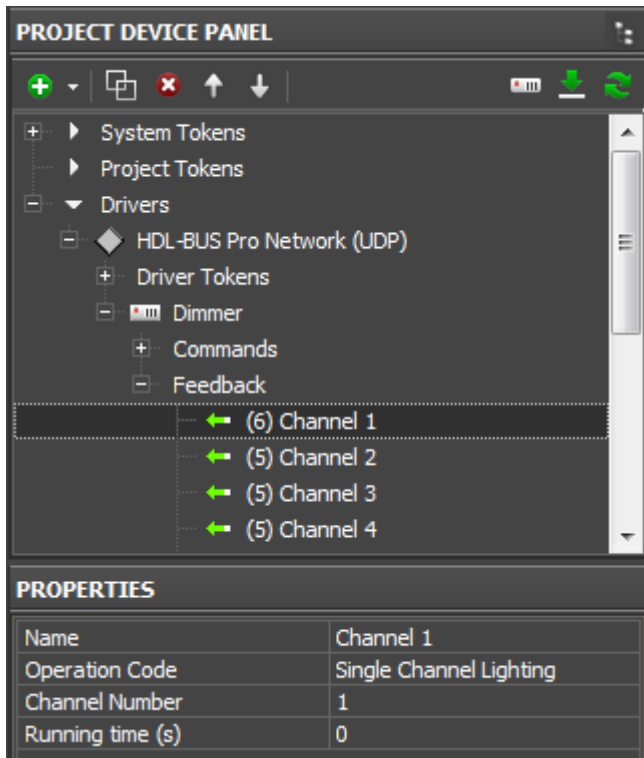 PROJECT DEVICE PANEL
System Tokens
Project Tokens
Drivers
HDL-BUS Pro Network (UDP)
Driver Tokens
Dimmer
Commands
Feedback
(6) Channel 1
(5) Channel 2
(5) Channel 3
(5) Channel 4
PROPERTIES
Name Channel 1
Operation Code Single Channel Lighting
Channel Number 1
Running time (s) 0